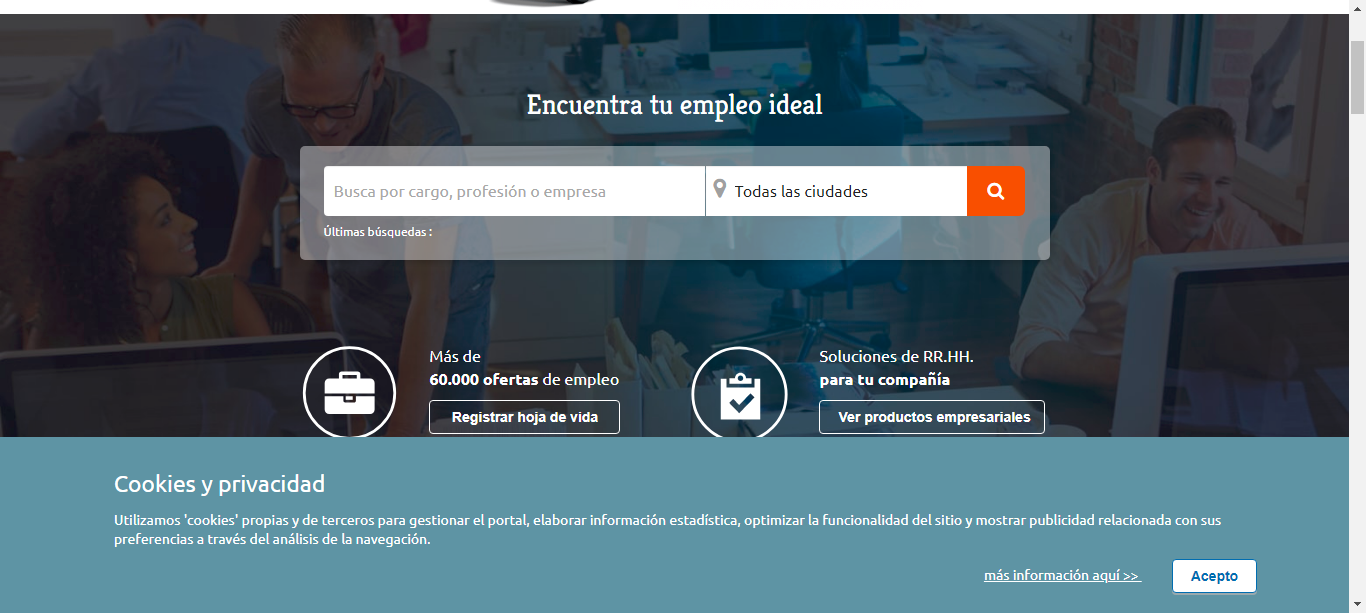 Encuentra tu empleo ideal
Busca por cargo, profesión o empresa
Todas las ciudades
Últimas búsquedas :
Más de
60.000 ofertas de empleo
Registrar hoja de vida
Soluciones de RR.HH.
para tu compañía
Ver productos empresariales
Cookies y privacidad
Utilizamos 'cookies' propias y de terceros para gestionar el portal, elaborar información estadística, optimizar la funcionalidad del sitio y mostrar publicidad relacionada con sus
preferencias a través del análisis de la navegación.
más información aquí >>
Acepto